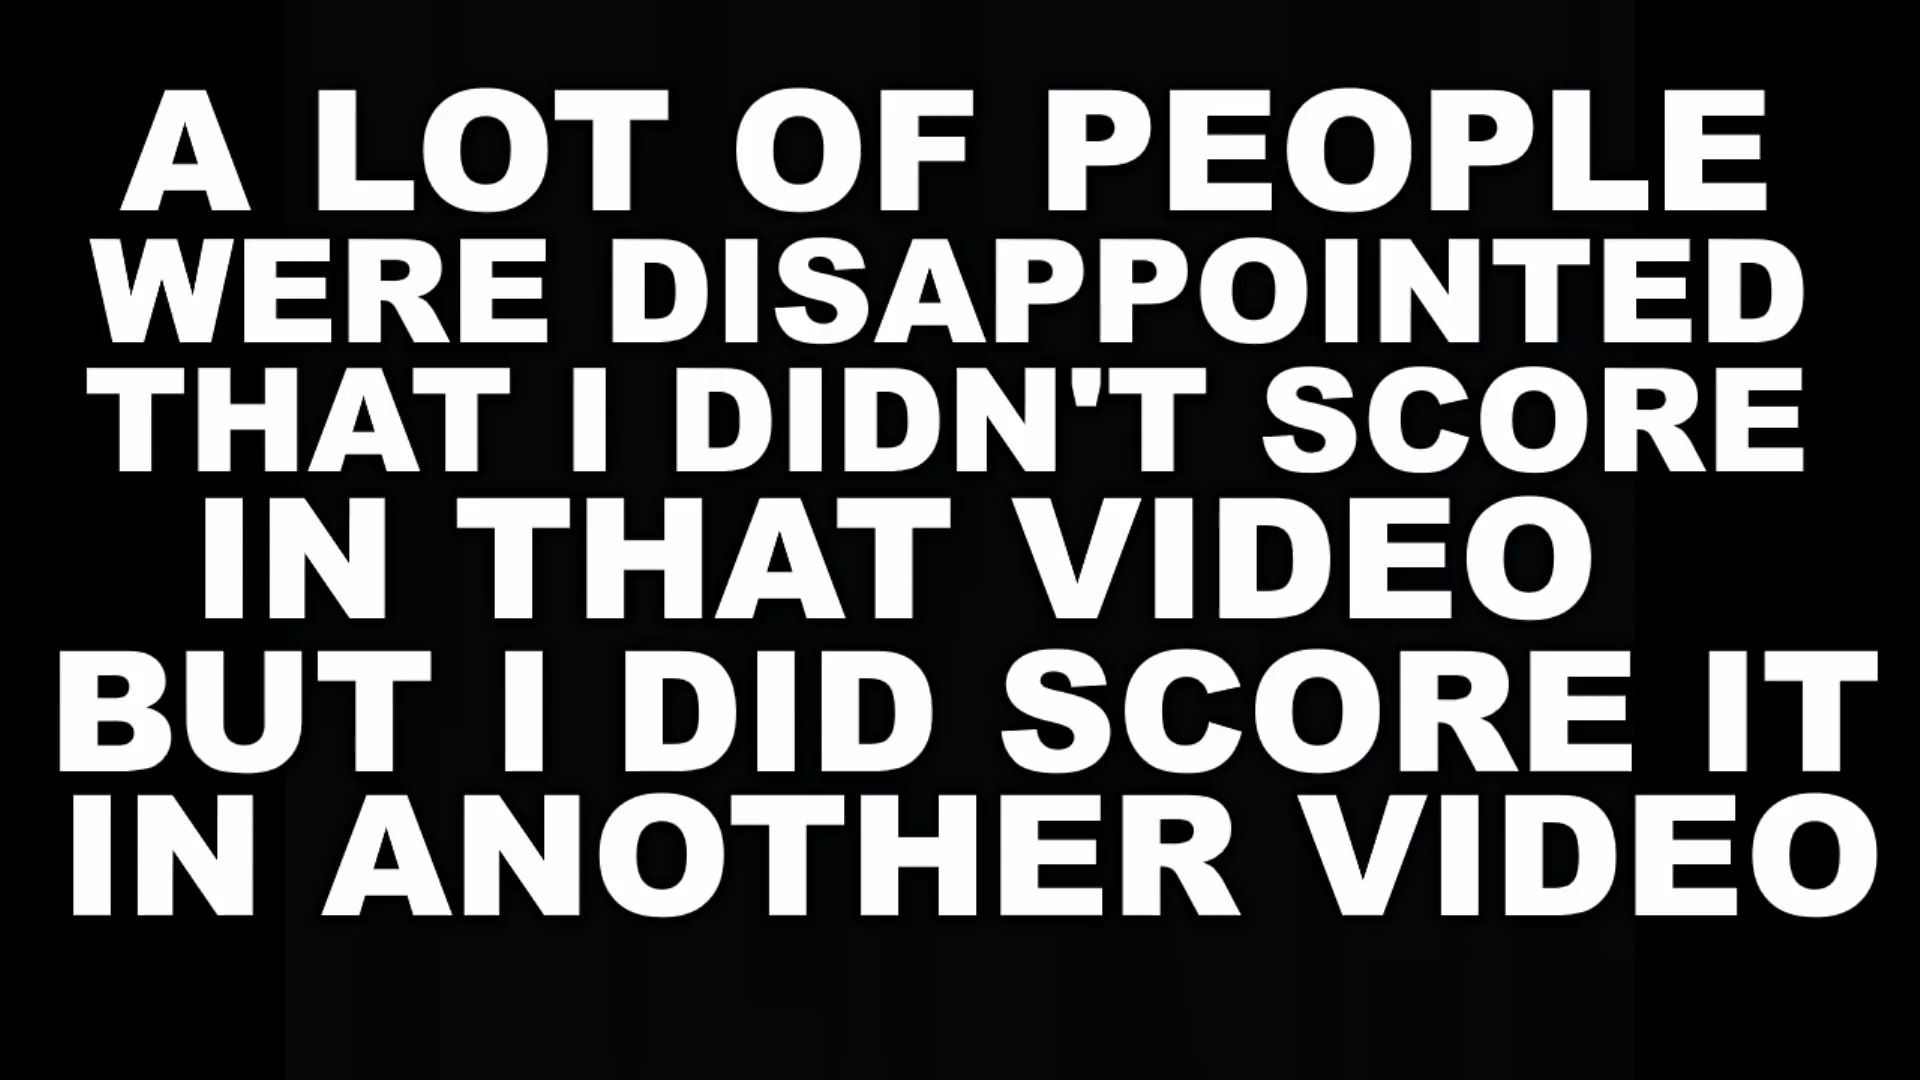 A LOT OF PEOPLE
WERE DISAPPOINTED
THAT I DIDN'T SCORE
IN THAT VIDEO
BUT I DID SCORE IT
IN ANOTHER VIDEO